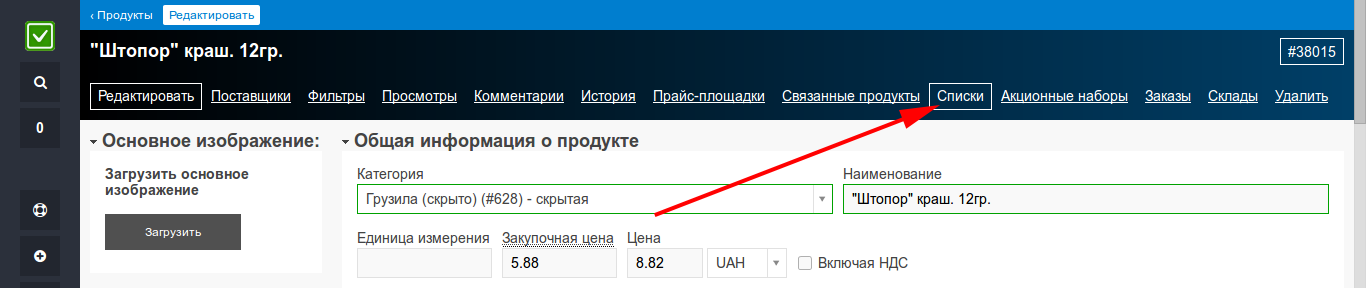 ‹ Продукты Редактировать
"Штопор" краш. 12гр. #38015
0
Редактировать Поставщики Фильтры Просмотры Комментарии История Прайс-площадки Связанные продукты Списки Акционные наборы Заказы Склады Удалить
Основное изображение:
Загрузить основное
изображение
Загрузить
Общая информация о продукте
Категория Наименование
Грузила (скрыто) (#628) - скрытая "Штопор" краш. 12гр.
Единица измерения Закупочная цена Цена
5.88 8.82 UAH Включая НДС